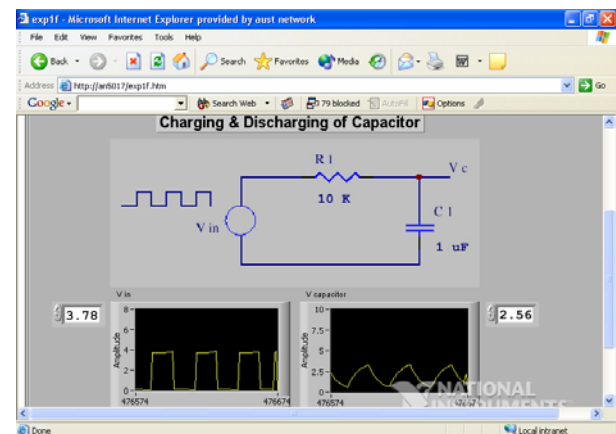 exp1f - Microsoft Internet Explorer provided by aust network
File Edit View Favorites Tools Help
Back Search Favorites Media
Address http://an6017/exp1f.htm Go
Google Search Web 79 blocked AutoFill Options
Charging & Discharging of Capacitor
R 1
V c
10 K
V in
C 1
1 uF
V in
V capacitor
3.78
2.56
Amplitude
8-
6-
4-
2-
0-
476574
Amplitude
10-
7.5-
5-
2.5-
0-
476574
NATIONAL
INSTRUMENTS
Done Local intranet